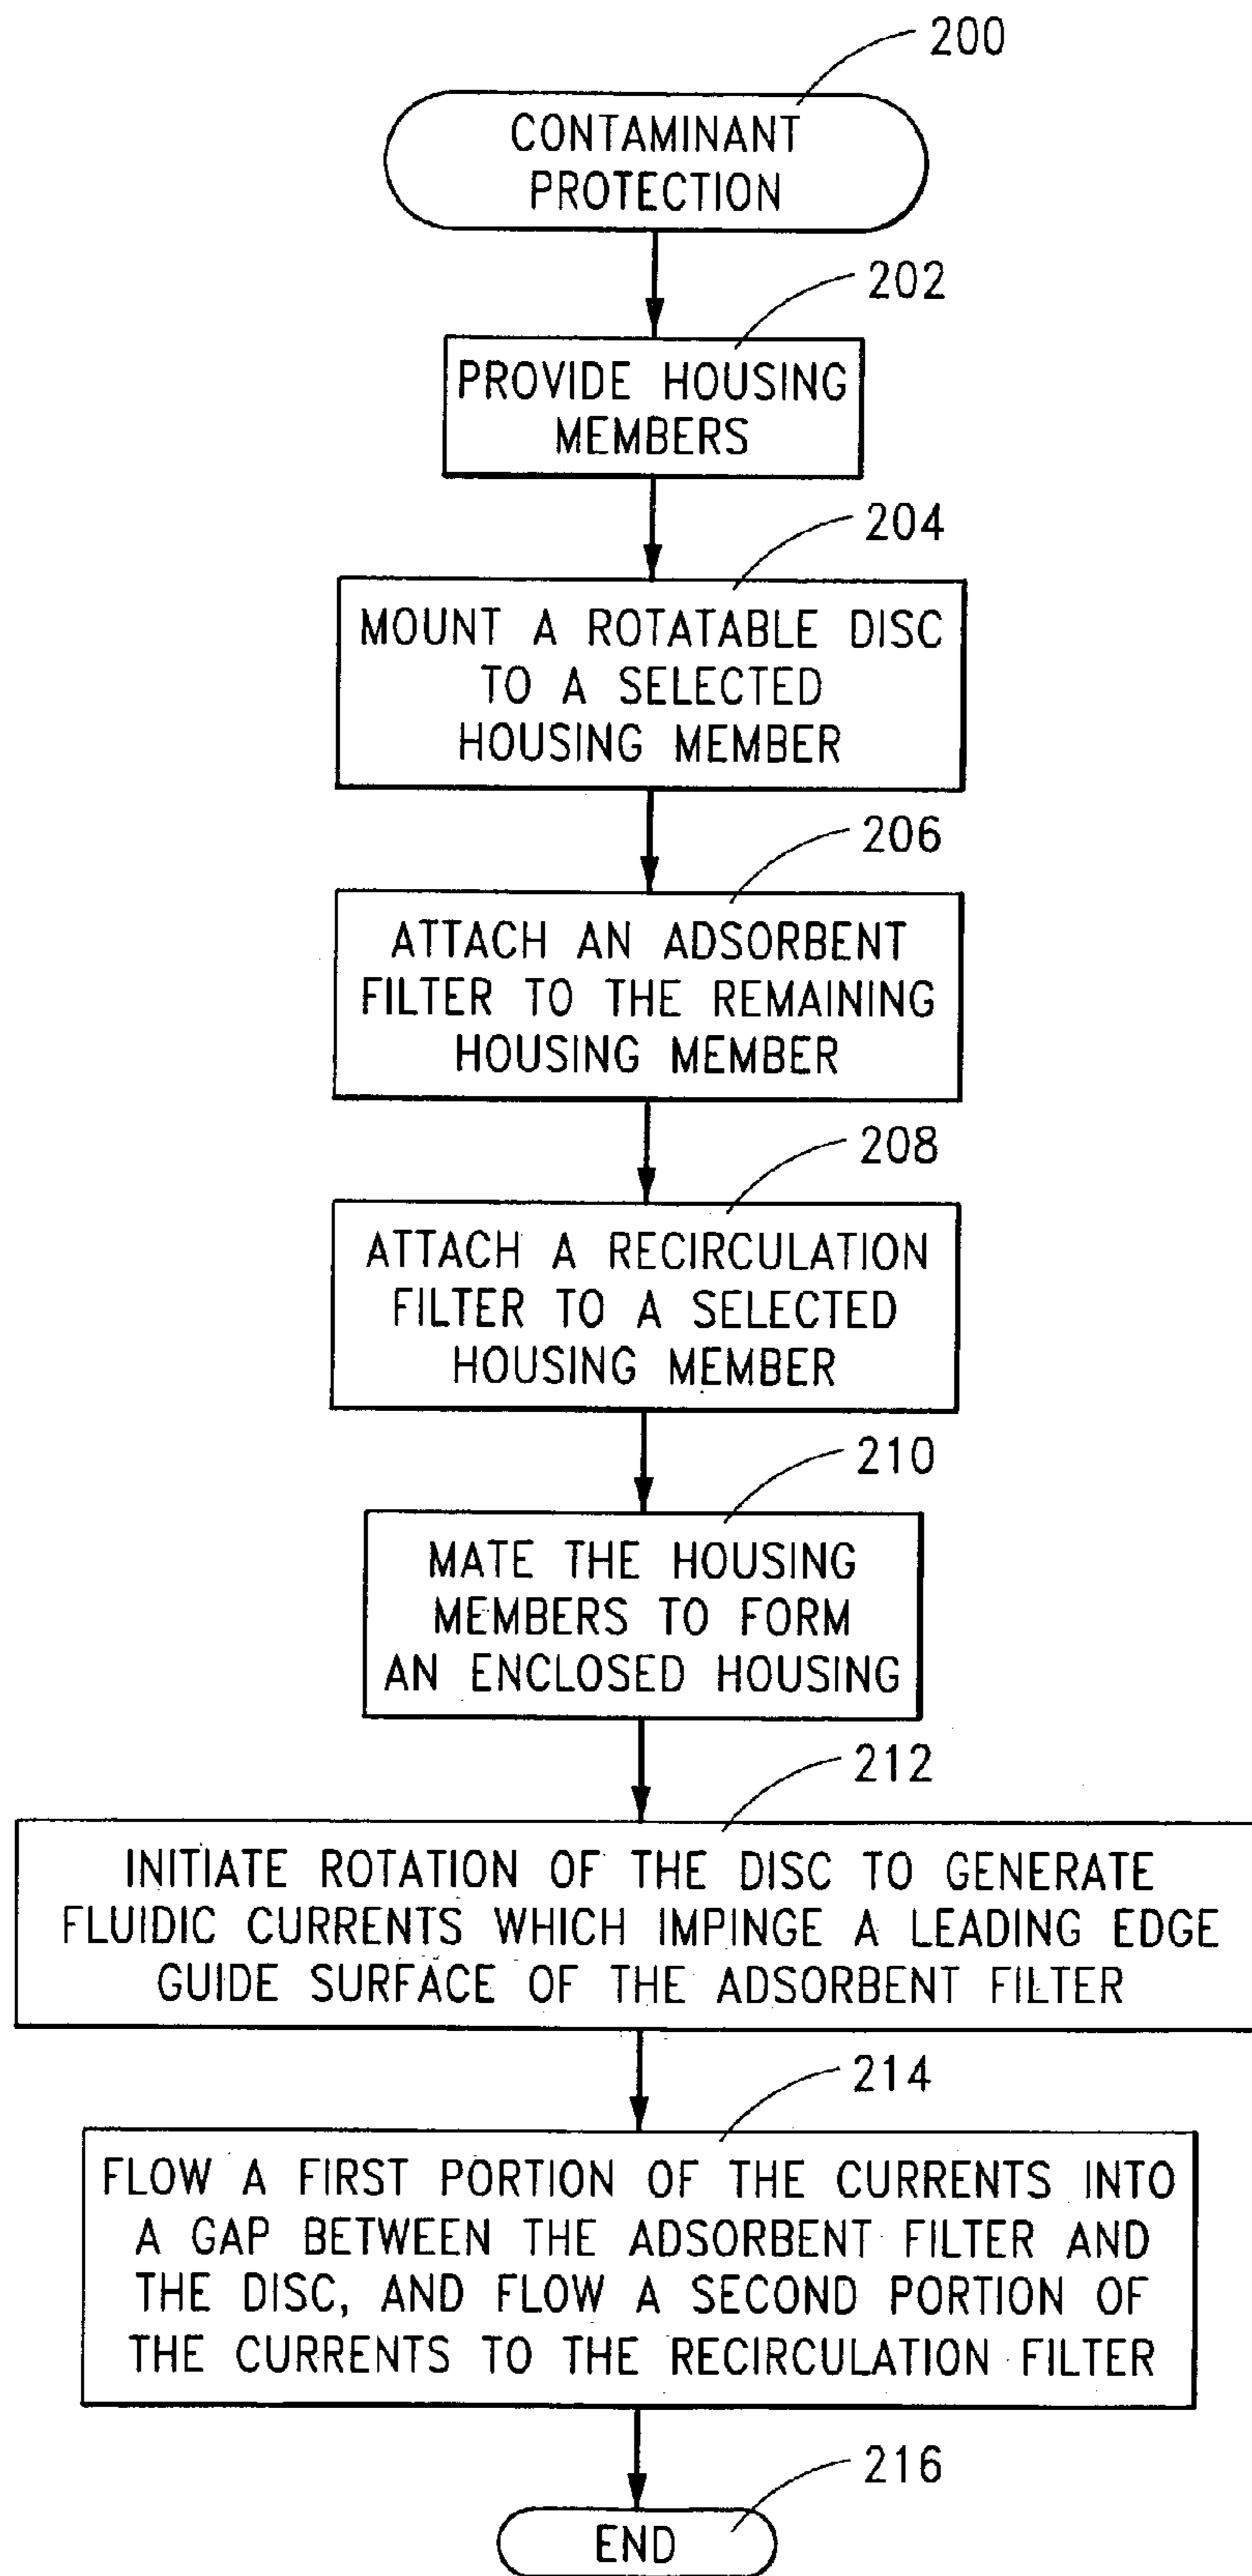 200
CONTAMINANT
PROTECTION
202
PROVIDE HOUSING
MEMBERS
204
MOUNT A ROTATABLE DISC
TO A SELECTED
HOUSING MEMBER
206
ATTACH AN ADSORBENT
FILTER TO THE REMAINING
HOUSING MEMBER
208
ATTACH A RECIRCULATION
FILTER TO A SELECTED
HOUSING MEMBER
210
MATE THE HOUSING
MEMBERS TO FORM
AN ENCLOSED HOUSING
212
INITIATE ROTATION OF THE DISC TO GENERATE
FLUIDIC CURRENTS WHICH IMPINGE A LEADING EDGE
GUIDE SURFACE OF THE ADSORBENT FILTER
214
FLOW A FIRST PORTION OF THE CURRENTS INTO
A GAP BETWEEN THE ADSORBENT FILTER AND
THE DISC, AND FLOW A SECOND PORTION OF
THE CURRENTS TO THE RECIRCULATION FILTER
216
END